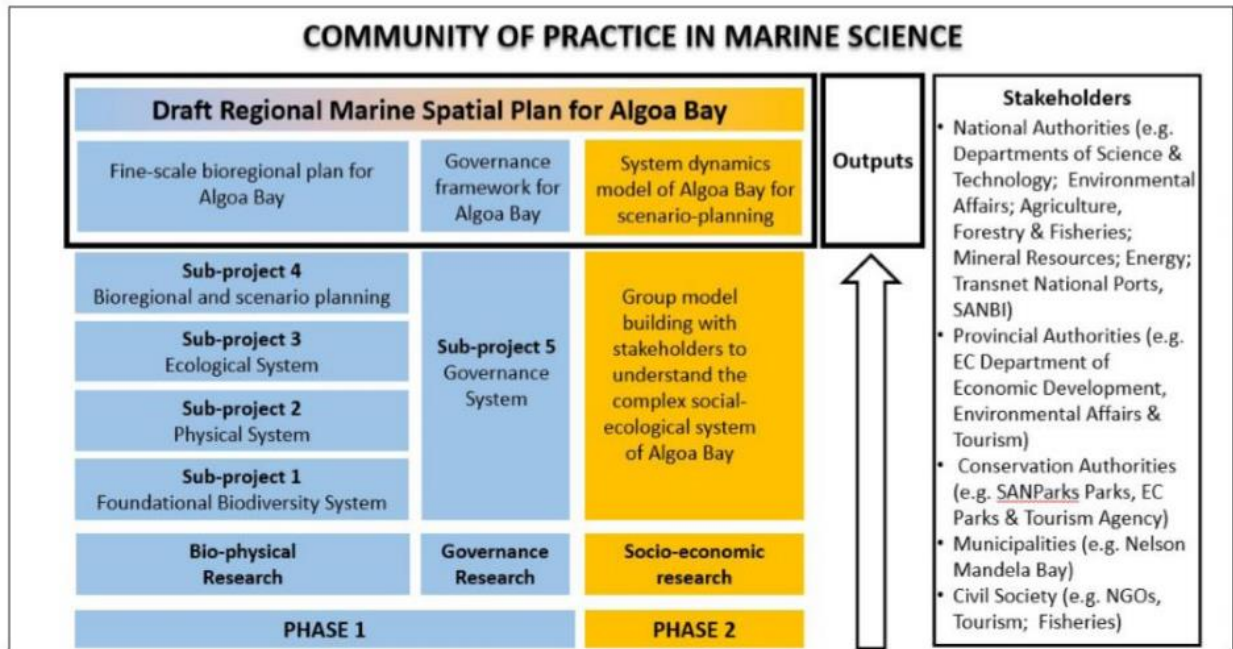 COMMUNITY OF PRACTICE IN MARINE SCIENCE
Draft Regional Marine Spatial Plan for Algoa Bay
Fine-scale bioregional plan for
Algoa Bay
Governance
framework for
Algoa Bay
System dynamics
model of Algoa Bay for
scenario-planning
Outputs
Sub-project 4
Bioregional and scenario planning
Sub-project 3
Ecological System
Sub-project 2
Physical System
Sub-project 1
Foundational Biodiversity System
Sub-project 5
Governance
System
Group model
building with
stakeholders to
understand the
complex social-
ecological system
of Algoa Bay
Bio-physical
Research
Governance
Research
Socio-economic
research
PHASE 1
PHASE 2
Stakeholders
• National Authorities (e.g.
Departments of Science &
Technology; Environmental
Affairs; Agriculture,
Forestry & Fisheries;
Mineral Resources; Energy;
Transnet National Ports,
SANBI)
• Provincial Authorities (e.g.
EC Department of
Economic Development,
Environmental Affairs &
Tourism)
• Conservation Authorities
(e.g. SANParks Parks, EC
Parks & Tourism Agency)
• Municipalities (e.g. Nelson
Mandela Bay)
• Civil Society (e.g. NGOs,
Tourism; Fisheries)